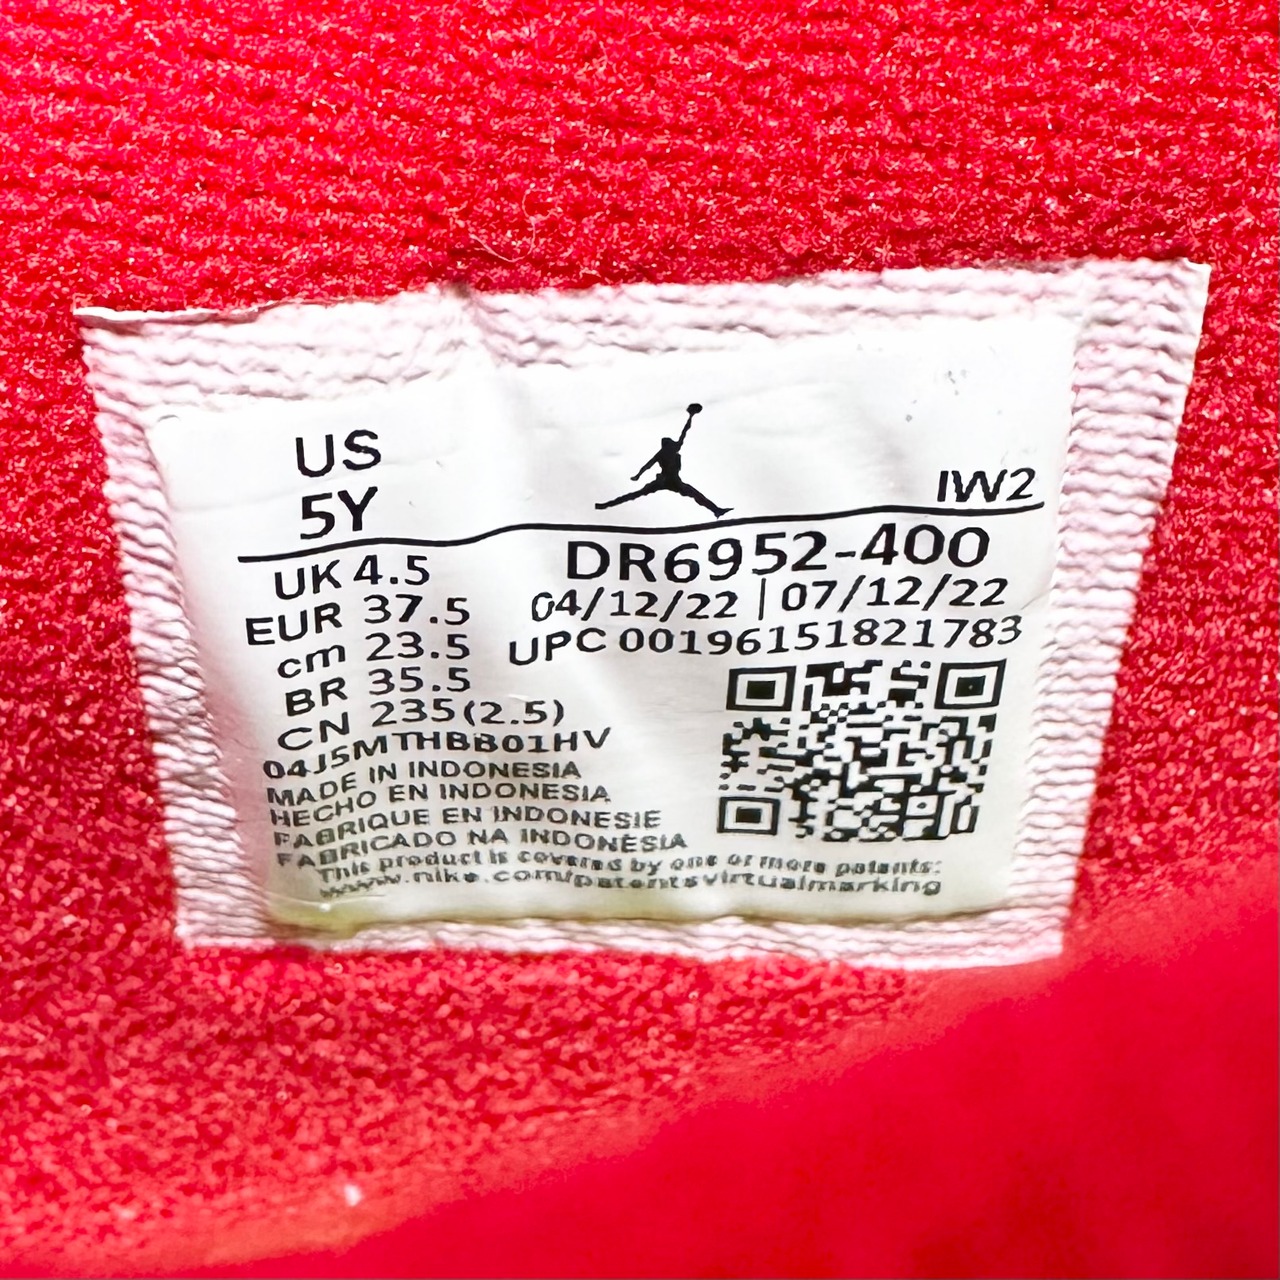 US
5Y
IW2
UK 4.5
EUR 37.5
cm 23.5
BR 35.5
CN 235(2.5)
DR6952-400
04/12/22 | 07/12/22
UPC 00196151821783
04J5MTHBB01HV
MADE IN INDONESIA
HECHO EN INDONESIA
FABRIQUE EN INDONESIE
FABRICADO NA INDONÉSIA
This product is covered by one or more patents:
www.nike.com/patentsvirtualmarking